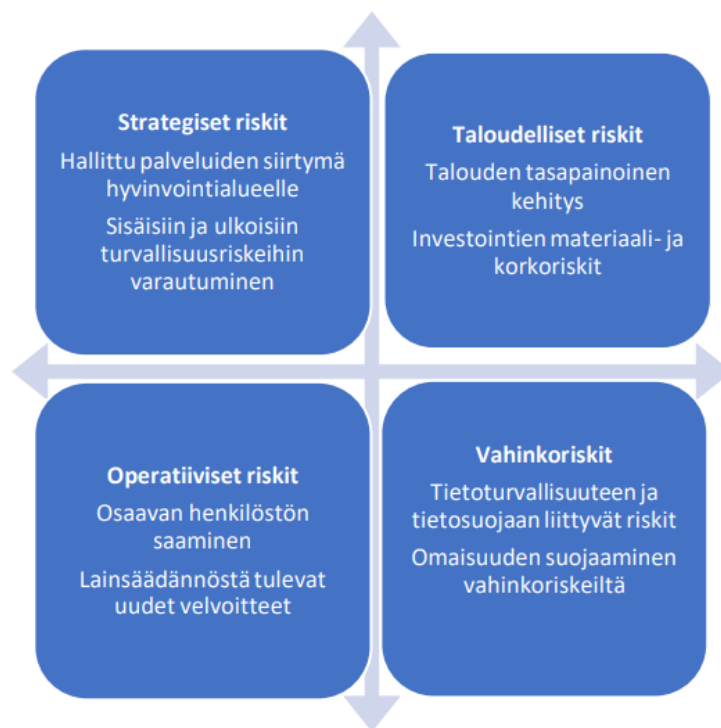 Strategiset riskit
Hallittu palveluiden siirtymä
hyvinvointialueelle
Sisäisiin ja ulkoisiin
turvallisuusriskeihin
varautuminen
Taloudelliset riskit
Talouden tasapainoinen
kehitys
Investointien materiaali- ja
korkoriskit
Operatiiviset riskit
Osaavan henkilöstön
saaminen
Lainsäädännöstä tulevat
uudet velvoitteet
Vahinkoriskit
Tietoturvallisuuteen ja
tietosuojaan liittyvät riskit
Omaisuuden suojaaminen
vahinkoriskeiltä